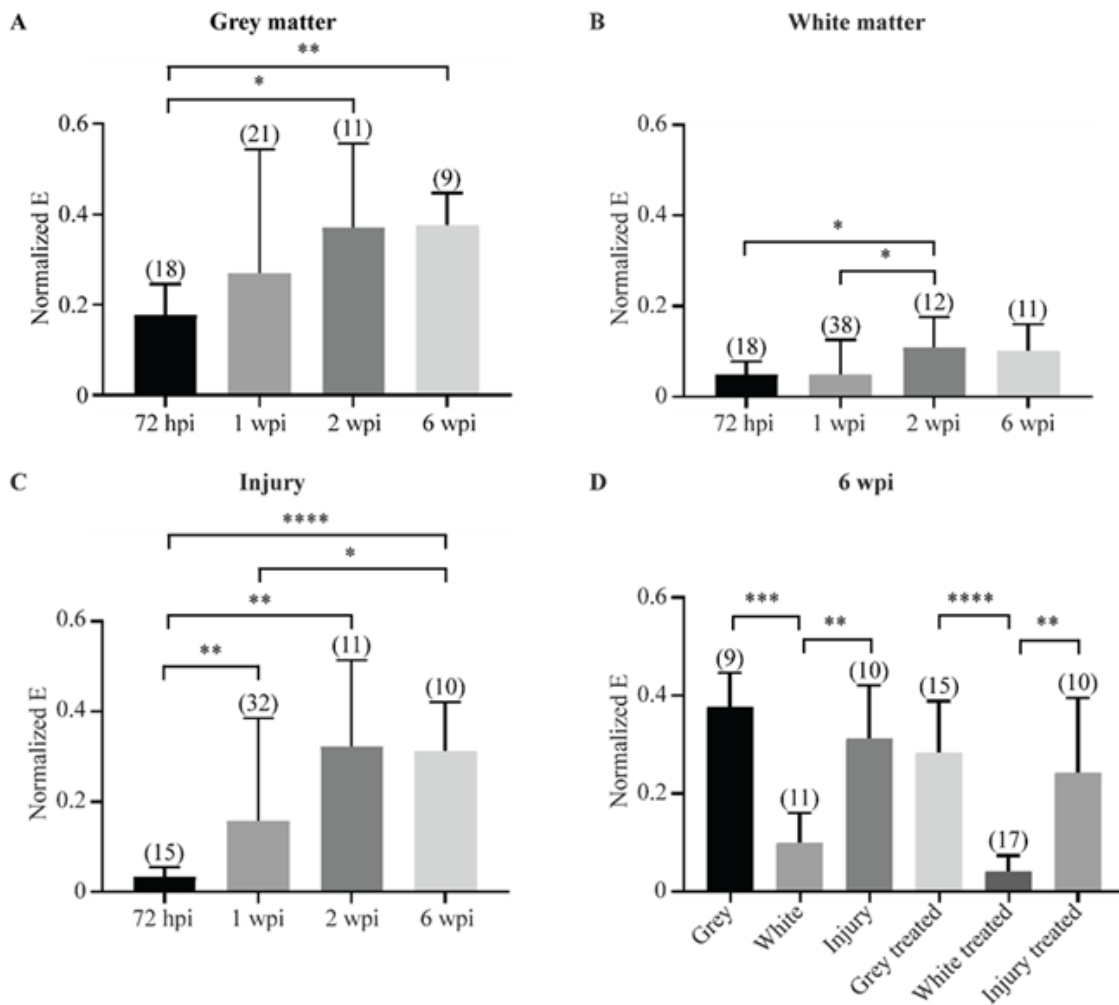 A
Grey matter
**
*
0.6
(21)
(11)
(9)
0.4
(18)
0.2
0
Normalized E
72 hpi 1 wpi 2 wpi 6 wpi
B
White matter
0.6
0.4
*
*
(12)
(11)
(38)
(18)
0.2
0
Normalized E
72 hpi 1 wpi 2 wpi 6 wpi
C
Injury
****
*
**
**
0.6
(11)
(10)
(32)
0.4
0.2
(15)
0
Normalized E
72 hpi 1 wpi 2 wpi 6 wpi
D
6 wpi
0.6
*** ** **** **
(9)
(10)
(15)
(10)
0.4
(11)
0.2
(17)
0
Normalized E
Grey
White
Injury
Grey treated
White treated
Injury treated